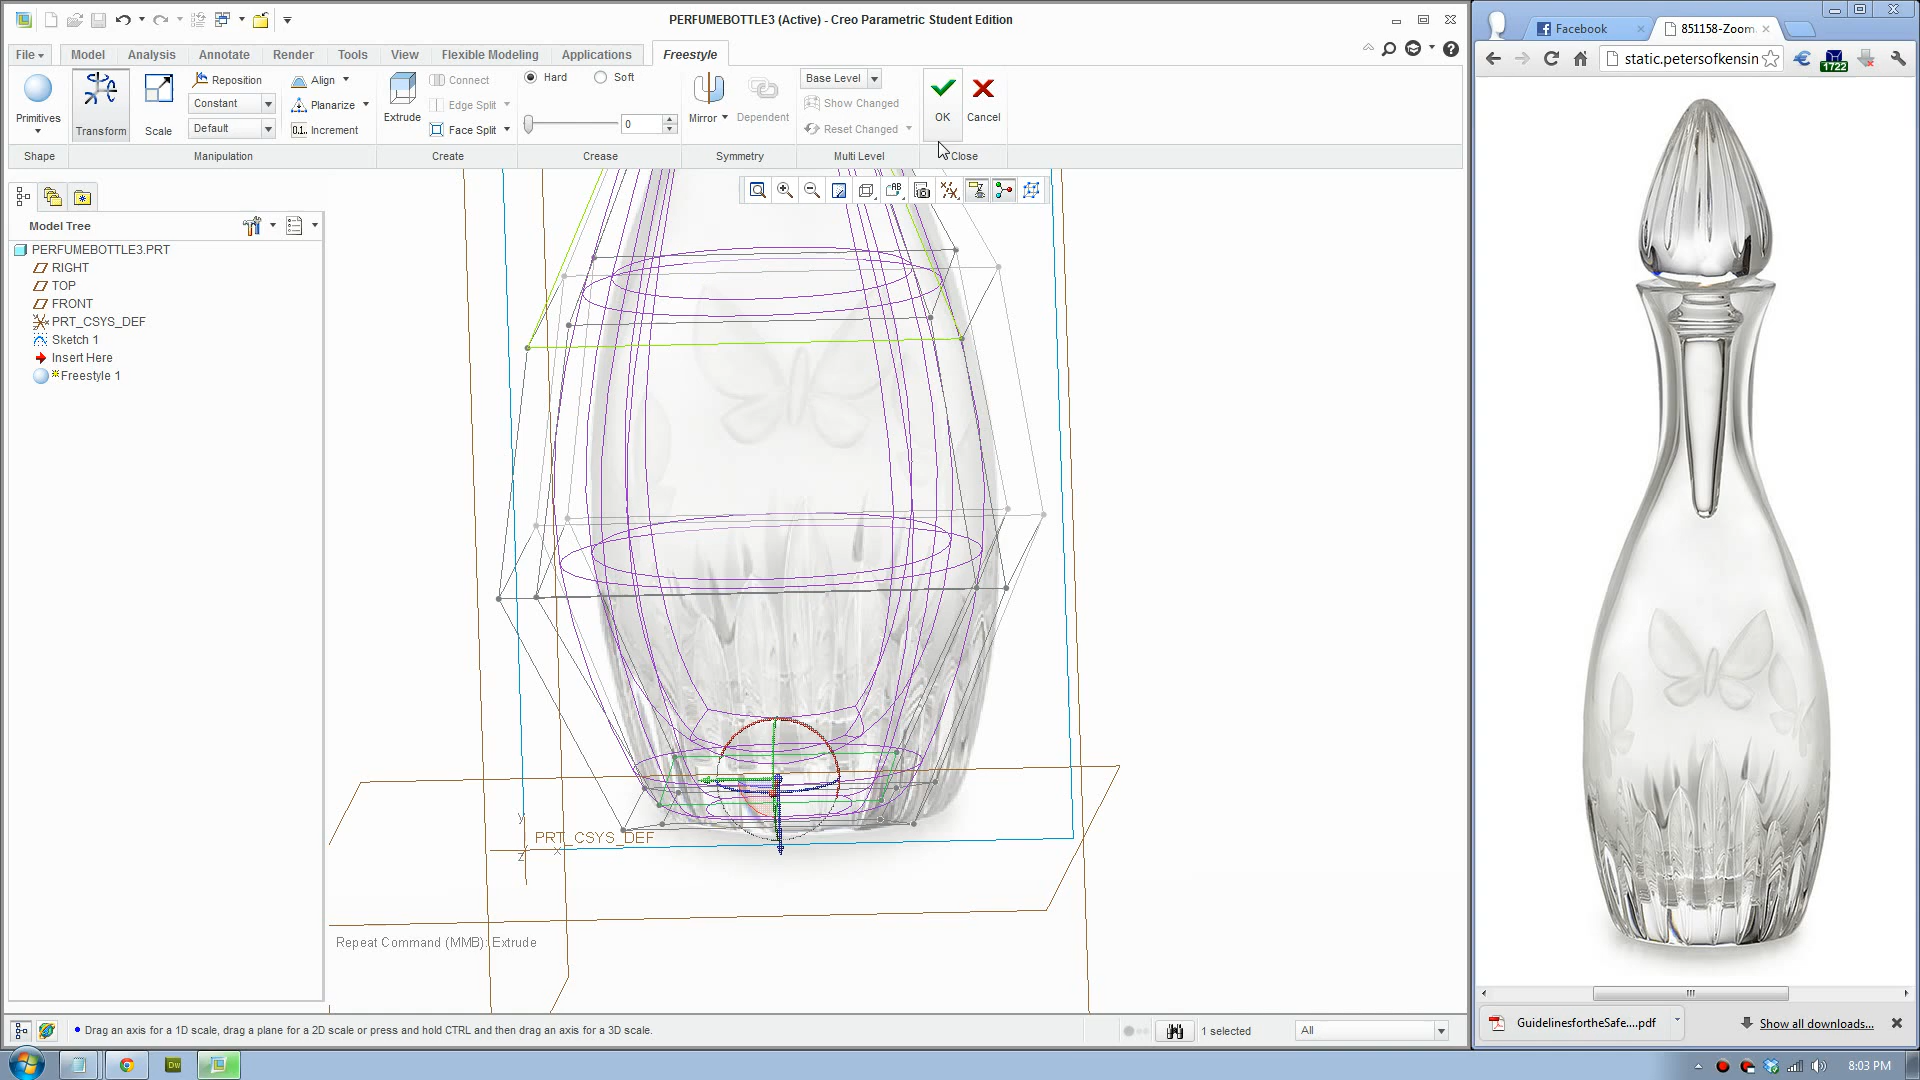 PERFUMEBOTTLE3 (Active) - Creo Parametric Student Edition
File Model Analysis Annotate Render Tools View Flexible Modeling Applications Freestyle
Primitives
Transform
Scale
Reposition
Constant
Default
Align
Planarize
Increment
Extrude
Connect
Edge Split
Face Split
Hard Soft
0
Mirror
Dependent
Base Level
Show Changed
Reset Changed
OK
Cancel
Shape Manipulation Create Crease Symmetry Multi Level Close
Model Tree
PERFUMEBOTTLE3.PRT
RIGHT
TOP
FRONT
PRT_CSYS_DEF
Sketch 1
Insert Here
Freestyle 1
PRT_CSYS_DEF
Y
Z
X
Repeat Command (MMB): Extrude
Drag an axis for a 1D scale, drag a plane for a 2D scale or press and hold CTRL and then drag an axis for a 3D scale.
1 selected
All
Facebook
851158-Zoom.
static.petersofkensin
1722
GuidelinesfortheSafe....pdf
Show all downloads...
Dw
8:03 PM